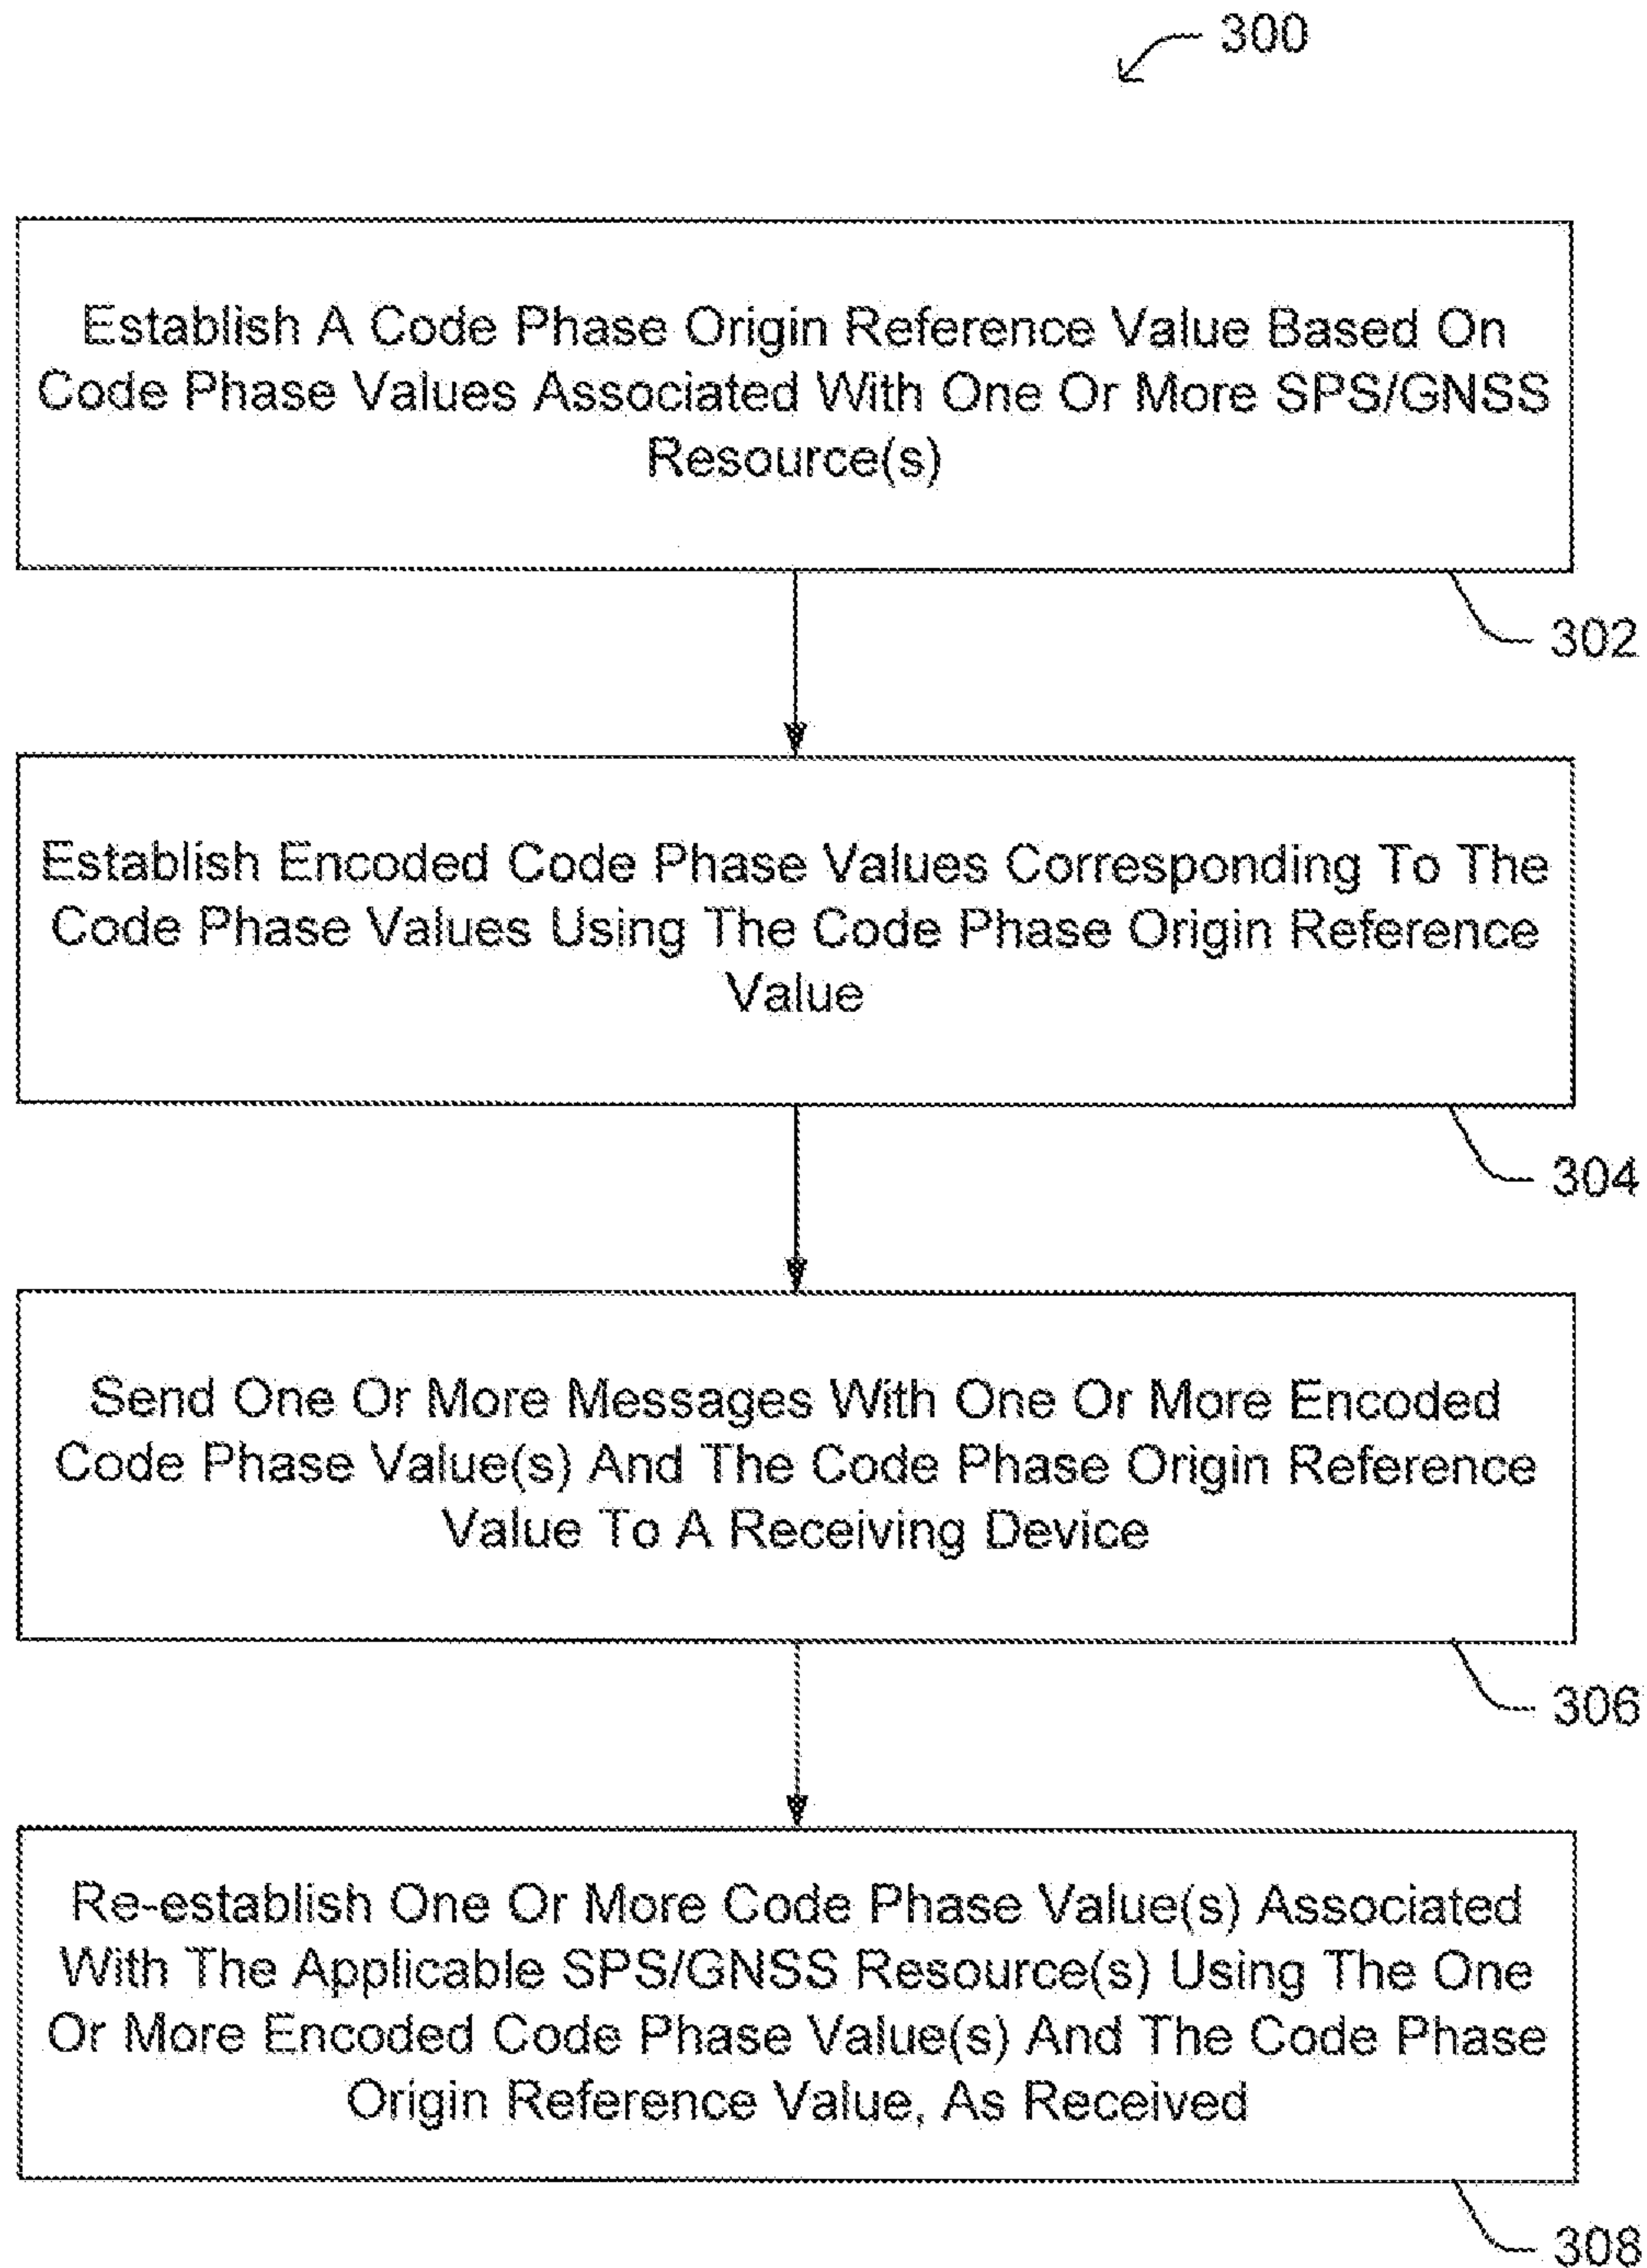 300
Establish A Code Phase Origin Reference Value Based On
Code Phase Values Associated With One Or More SPS/GNSS
Resource(s)
302
Establish Encoded Code Phase Values Corresponding To The
Code Phase Values Using The Code Phase Origin Reference
Value
304
Send One Or More Messages With One Or More Encoded
Code Phase Value(s) And The Code Phase Origin Reference
Value To A Receiving Device
306
Re-establish One Or More Code Phase Value(s) Associated
With The Applicable SPS/GNSS Resource(s) Using The One
Or More Encoded Code Phase Value(s) And The Code Phase
Origin Reference Value, As Received
308